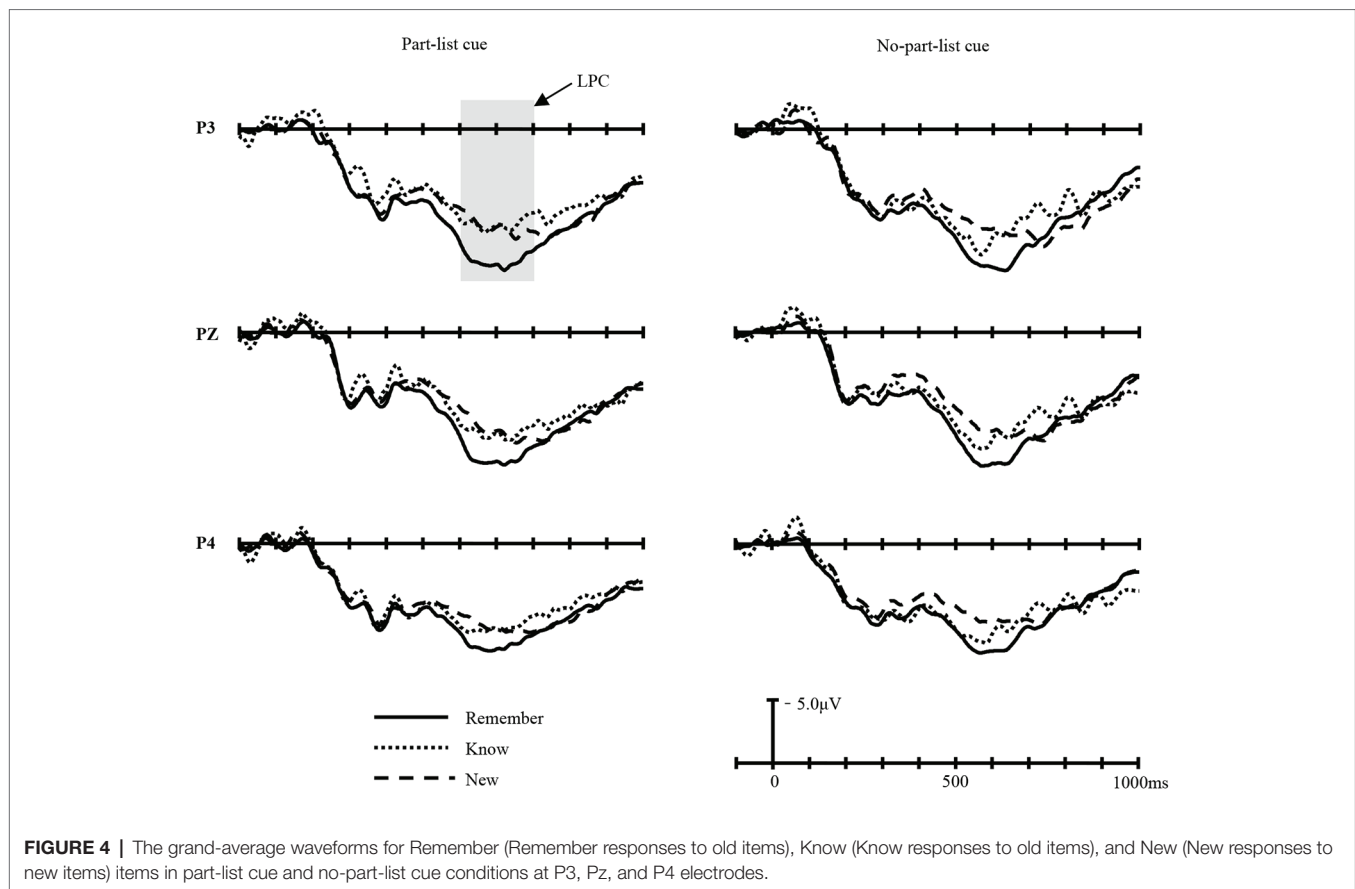 Part-list cue
No-part-list cue
LPC
P3
PZ
P4
Remember
Know
New
- 5.0μV
0
500
1000ms
FIGURE 4 | The grand-average waveforms for Remember (Remember responses to old items), Know (Know responses to old items), and New (New responses to
new items) items in part-list cue and no-part-list cue conditions at P3, Pz, and P4 electrodes.